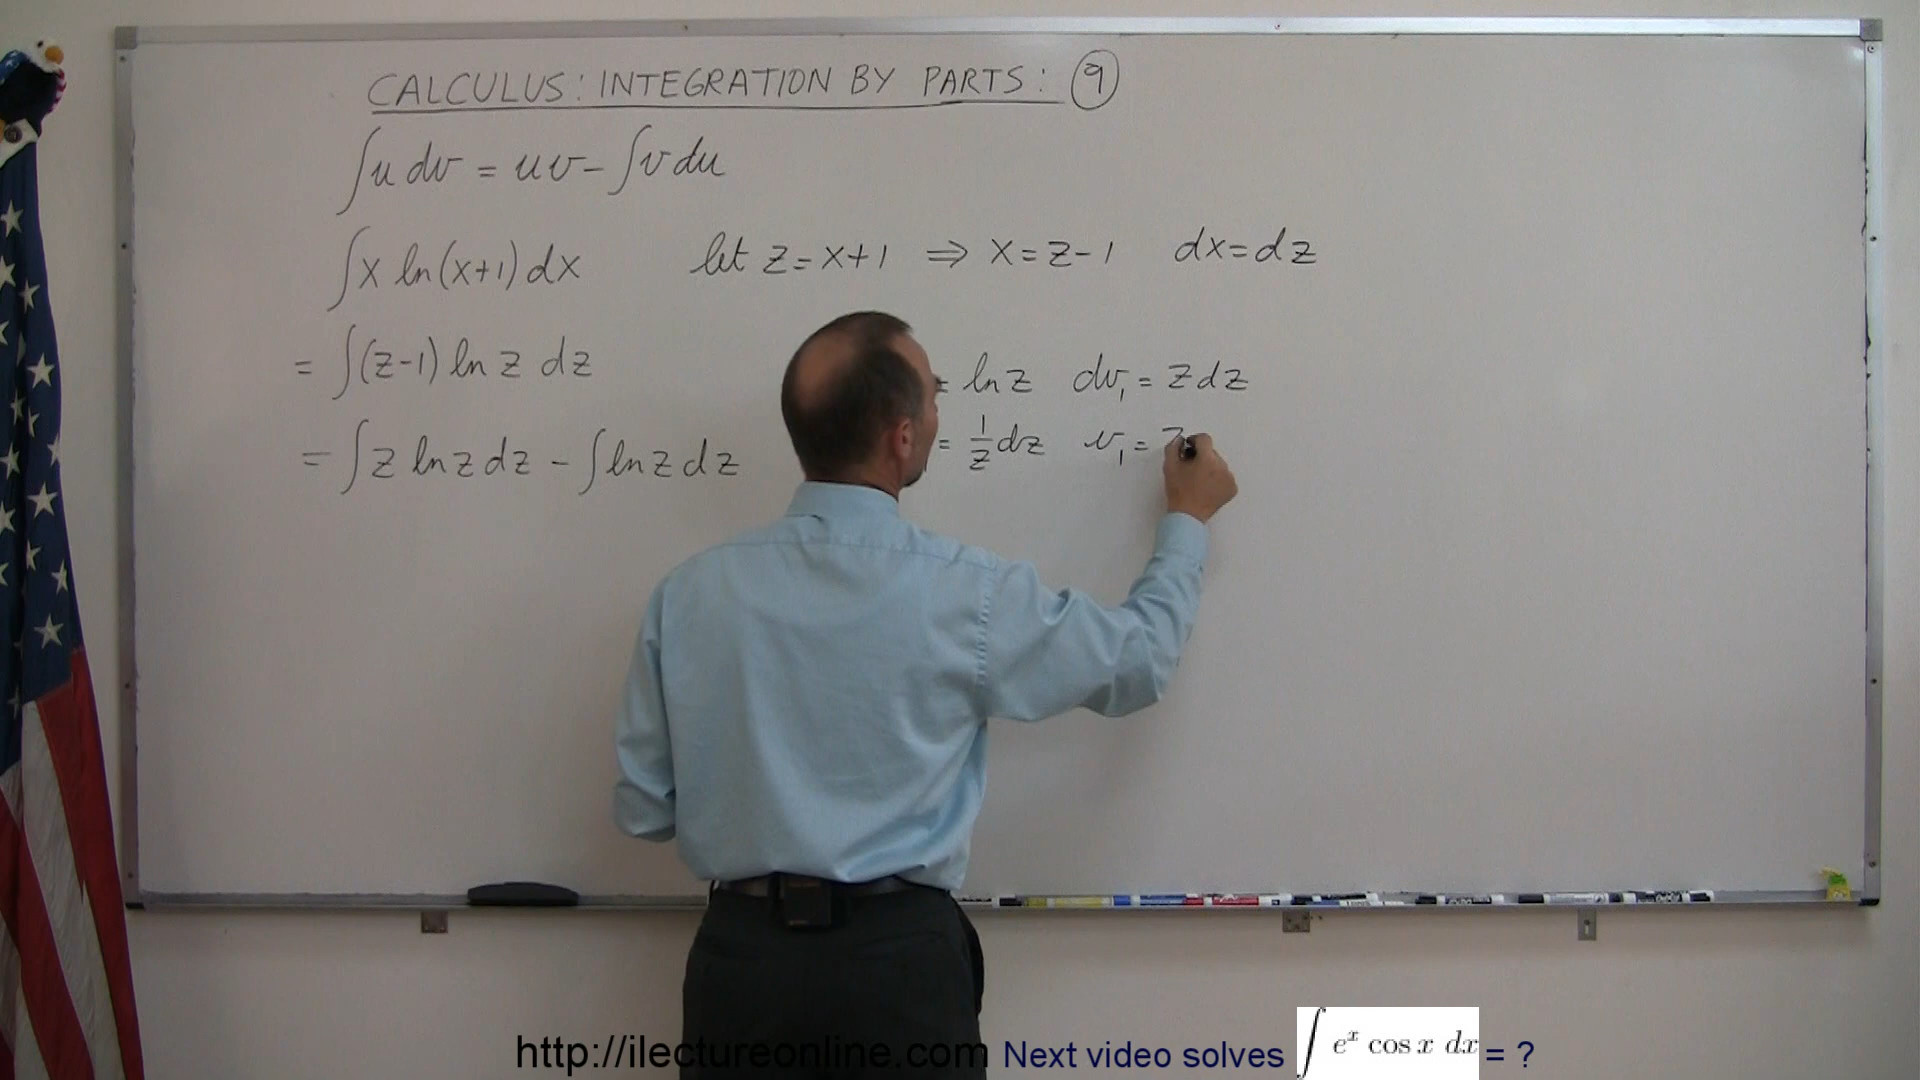 CALCULUS: INTEGRATION BY PARTS: 9
∫u dv = uv - ∫v du
∫x ln(x+1) dx let z = x+1 ⇒ x = z-1 dx = dz
= ∫(z-1) ln z dz
= ln z dv₁ = z dz
= ∫z ln z dz - ∫ln z dz
= 1/z dz v₁ =
http://ilectureonline.com Next video solves ∫ eˣ cos x dx = ?